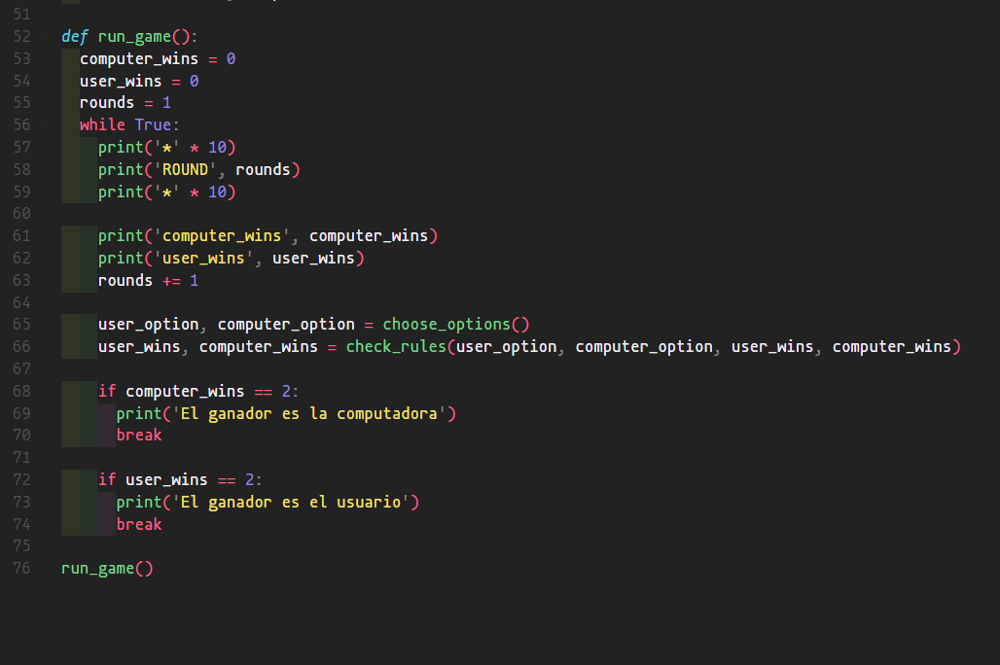 51
52 def run_game():
53 computer_wins = 0
54 user_wins = 0
55 rounds = 1
56 while True:
57 print('*' * 10)
58 print('ROUND', rounds)
59 print('*' * 10)
60
61 print('computer_wins', computer_wins)
62 print('user_wins', user_wins)
63 rounds += 1
64
65 user_option, computer_option = choose_options()
66 user_wins, computer_wins = check_rules(user_option, computer_option, user_wins, computer_wins)
67
68 if computer_wins == 2:
69 print('El ganador es la computadora')
70 break
71
72 if user_wins == 2:
73 print('El ganador es el usuario')
74 break
75
76 run_game()